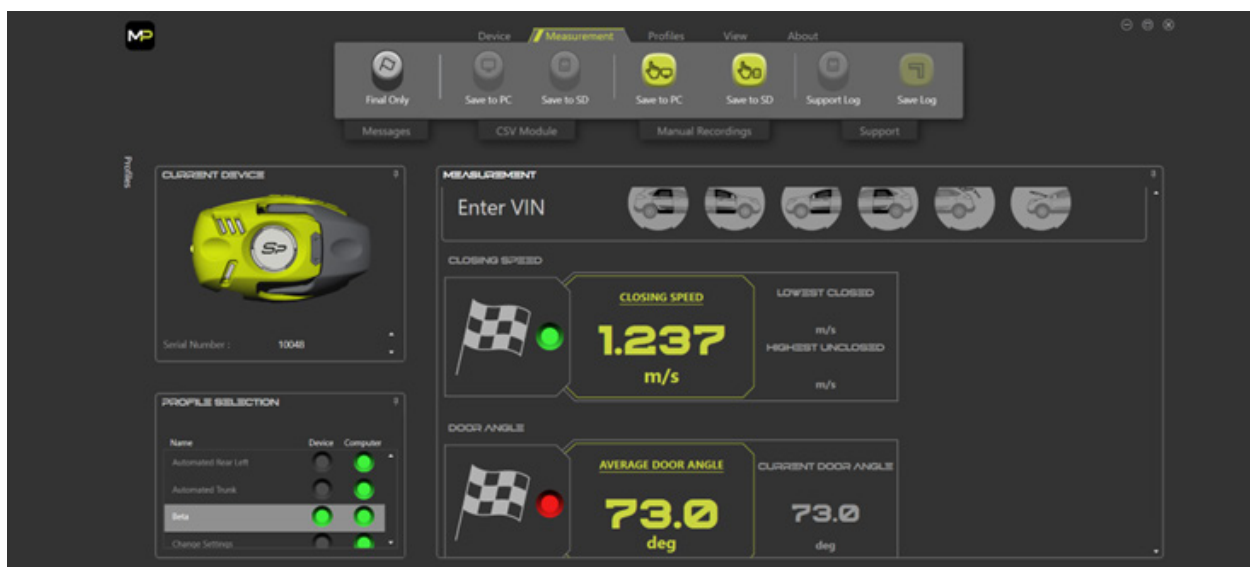 MP
Device Measurement Profiles View About
Final Only Save to PC Save to SD Save to PC Save to SD Support Log Save Log
Messages CSV Module Manual Recordings Support
Profiles
CURRENT DEVICE
SP
Serial Number : 10048
PROFILE SELECTION
Name Device Computer
Automated Rear Left
Automated Trunk
Beta
Change Settings
MEASUREMENT
Enter VIN
CLOSING SPEED
CLOSING SPEED
1.237
m/s
LOWEST CLOSED
m/s
HIGHEST UNCLOSED
m/s
DOOR ANGLE
AVERAGE DOOR ANGLE
73.0
deg
CURRENT DOOR ANGLE
73.0
deg